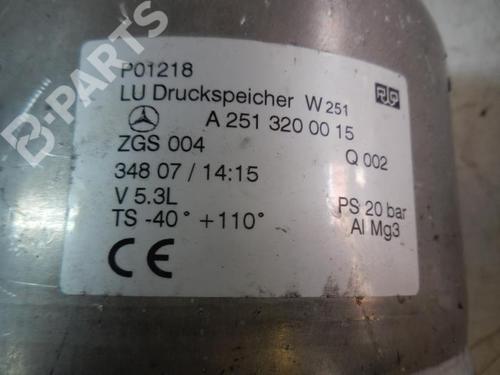 B-PARTS
P01218
LU Druckspeicher W 251
A 251 320 00 15
ZGS 004
Q 002
348 07 / 14:15
V 5.3L
PS 20 bar
TS -40° +110°
Al Mg3
CE